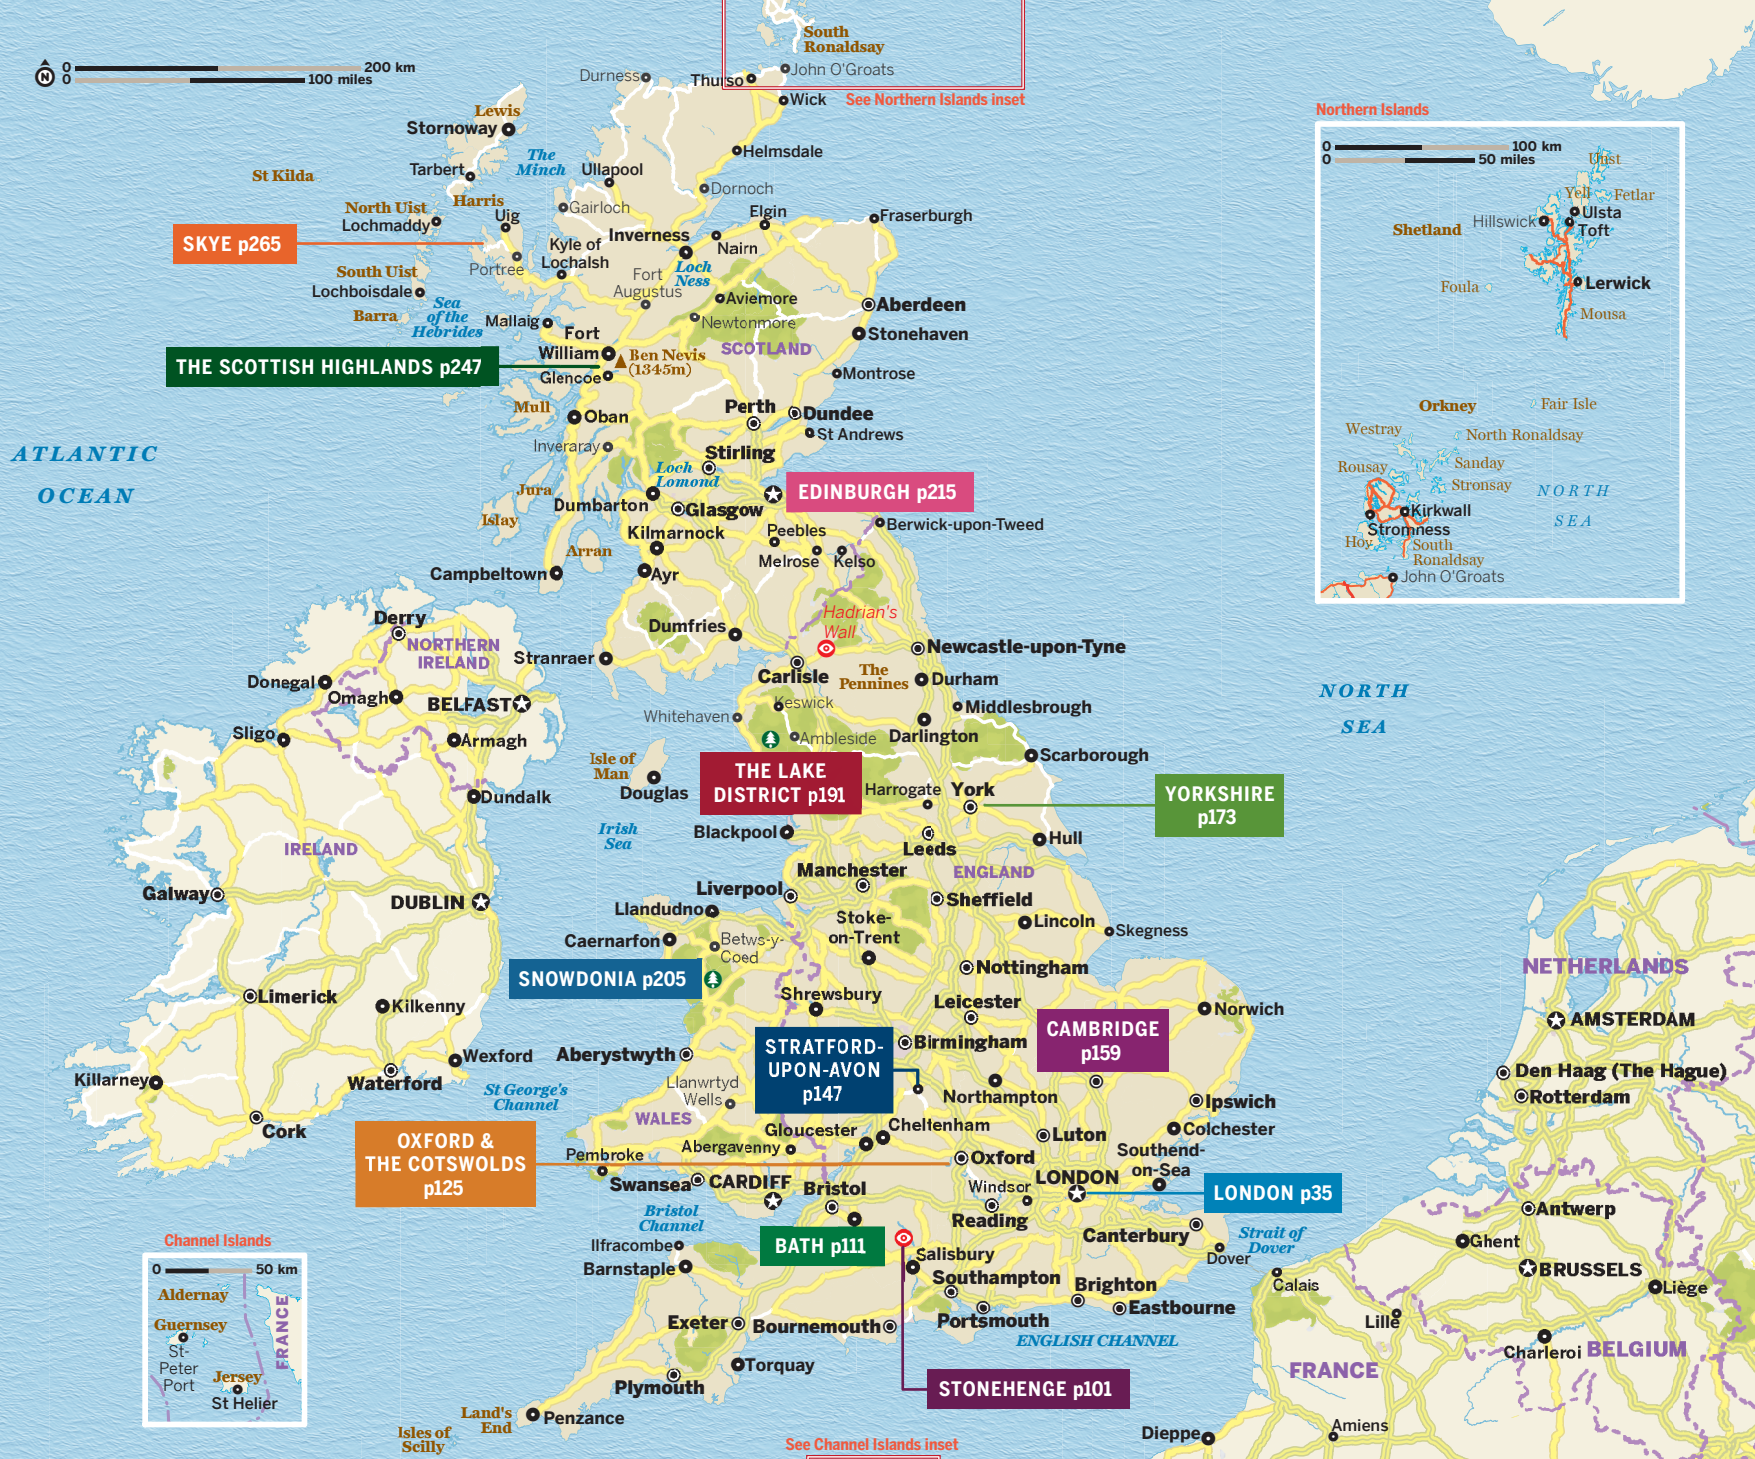 South
Ronaldsay
John O'Groats
Durness
Thurso
Wick
See Northern Islands inset
N
0
200 km
0
100 miles
Northern Islands
0
100 km
0
50 miles
Unst
Yell
Fetlar
Ulsta
Toft
Hillswick
Shetland
Lerwick
Foula
Mousa
Orkney
Fair Isle
Westray
North Ronaldsay
Rousay
Sanday
Stronsay
NORTH
SEA
Kirkwall
Stromness
Hoy
South
Ronaldsay
John O'Groats
Lewis
Stornoway
The
Minch
Helmsdale
Tarbert
Ullapool
St Kilda
Harris
Dornoch
North Uist
Lochmaddy
Uig
Gairloch
Elgin
Fraserburgh
SKYE p265
Kyle of
Lochalsh
Inverness
Nairn
Portree
Loch
Ness
South Uist
Lochboisdale
Fort
Augustus
Aviemore
Aberdeen
Sea
of the
Hebrides
Barra
Mallaig
Newtonmore
Stonehaven
Fort
William
SCOTLAND
THE SCOTTISH HIGHLANDS p247
Ben Nevis
(1345m)
Glencoe
Montrose
Mull
Oban
Perth
Dundee
St Andrews
Inveraray
Stirling
ATLANTIC
OCEAN
Loch
Lomond
Jura
Dumbarton
EDINBURGH p215
Glasgow
Islay
Kilmarnock
Peebles
Berwick-upon-Tweed
Arran
Melrose
Kelso
Campbeltown
Ayr
Hadrian's
Wall
Derry
Dumfries
NORTHERN
IRELAND
Stranraer
Newcastle-upon-Tyne
Carlisle
The
Pennines
Durham
Donegal
Omagh
BELFAST
Keswick
Middlesbrough
NORTH
SEA
Whitehaven
Sligo
Armagh
Ambleside
Darlington
Scarborough
Isle of
Man
Douglas
THE LAKE
DISTRICT p191
Harrogate
York
YORKSHIRE
p173
Dundalk
Irish
Sea
Blackpool
Leeds
Hull
IRELAND
Manchester
ENGLAND
Galway
Liverpool
Sheffield
DUBLIN
Llandudno
Stoke-
on-Trent
Lincoln
Skegness
Caernarfon
Betws-y-
Coed
Nottingham
NETHERLANDS
SNOWDONIA p205
Limerick
Kilkenny
Shrewsbury
Leicester
Norwich
AMSTERDAM
CAMBRIDGE
p159
STRATFORD-
UPON-AVON
p147
Birmingham
Wexford
Aberystwyth
Killarney
Waterford
Den Haag (The Hague)
Rotterdam
St George's
Channel
Llanwrtyd
Wells
Northampton
Ipswich
WALES
Cork
Cheltenham
Gloucester
Luton
Colchester
OXFORD &
THE COTSWOLDS
p125
Abergavenny
Pembroke
Oxford
Southend-
on-Sea
Swansea
CARDIFF
Bristol
Windsor
LONDON
LONDON p35
Bristol
Channel
Reading
Antwerp
Channel Islands
Ilfracombe
BATH p111
Canterbury
Strait of
Dover
Dover
Ghent
Barnstaple
Salisbury
BRUSSELS
0
50 km
Aldernay
Southampton
Brighton
Calais
Liège
Guernsey
St-
Peter
Port
FRANCE
Exeter
Bournemouth
Portsmouth
Eastbourne
Lille
ENGLISH CHANNEL
Charleroi
BELGIUM
Jersey
St Helier
Torquay
Plymouth
FRANCE
STONEHENGE p101
Land's
End
Penzance
Isles of
Scilly
Amiens
Dieppe
See Channel Islands inset